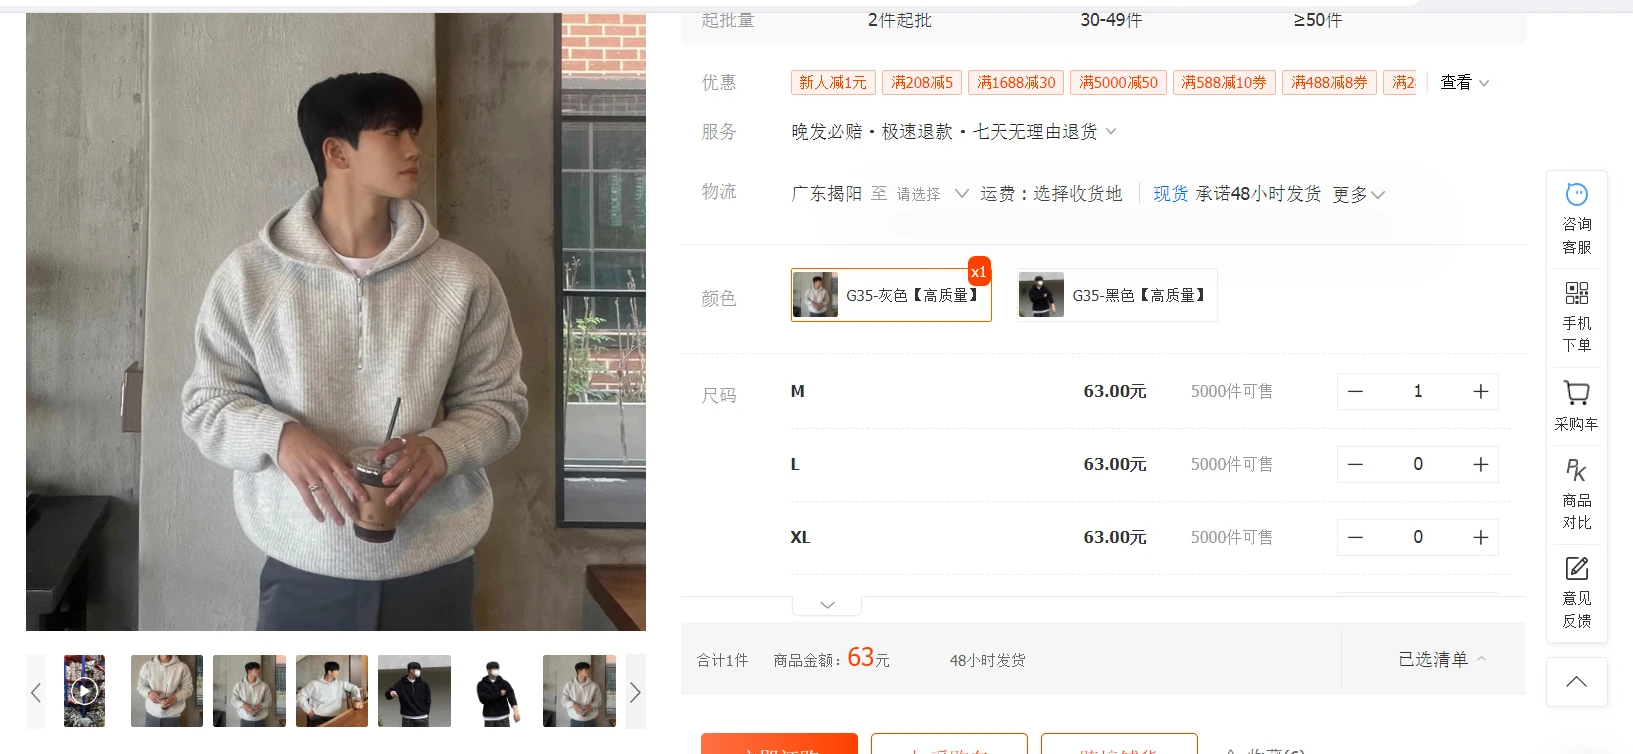 起批量 2件起批 30-49件 ≥50件
优惠 新人减1元 满208减5 满1688减30 满5000减50 满588减10券 满488减8券 满2 查看
服务 晚发必赔·极速退款·七天无理由退货
物流 广东揭阳 至 请选择 运费：选择收货地 现货 承诺48小时发货 更多
颜色 G35-灰色【高质量】 x1 G35-黑色【高质量】
尺码 M 63.00元 5000件可售 — 1 +
L 63.00元 5000件可售 — 0 +
XL 63.00元 5000件可售 — 0 +
合计1件 商品金额：63元 48小时发货 已选清单
咨询
客服
手机
下单
采购车
PK
商品
对比
意见
反馈